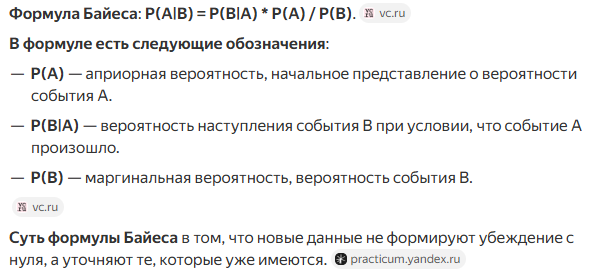 Формула Байеса: P(A|B) = P(B|A) * P(A) / P(B). vc.ru
В формуле есть следующие обозначения:
— P(A) — априорная вероятность, начальное представление о вероятности
события A.
— P(B|A) — вероятность наступления события B при условии, что событие A
произошло.
— P(B) — маргинальная вероятность, вероятность события B.
vc.ru
Суть формулы Байеса в том, что новые данные не формируют убеждение с
нуля, а уточняют те, которые уже имеются. practicum.yandex.ru